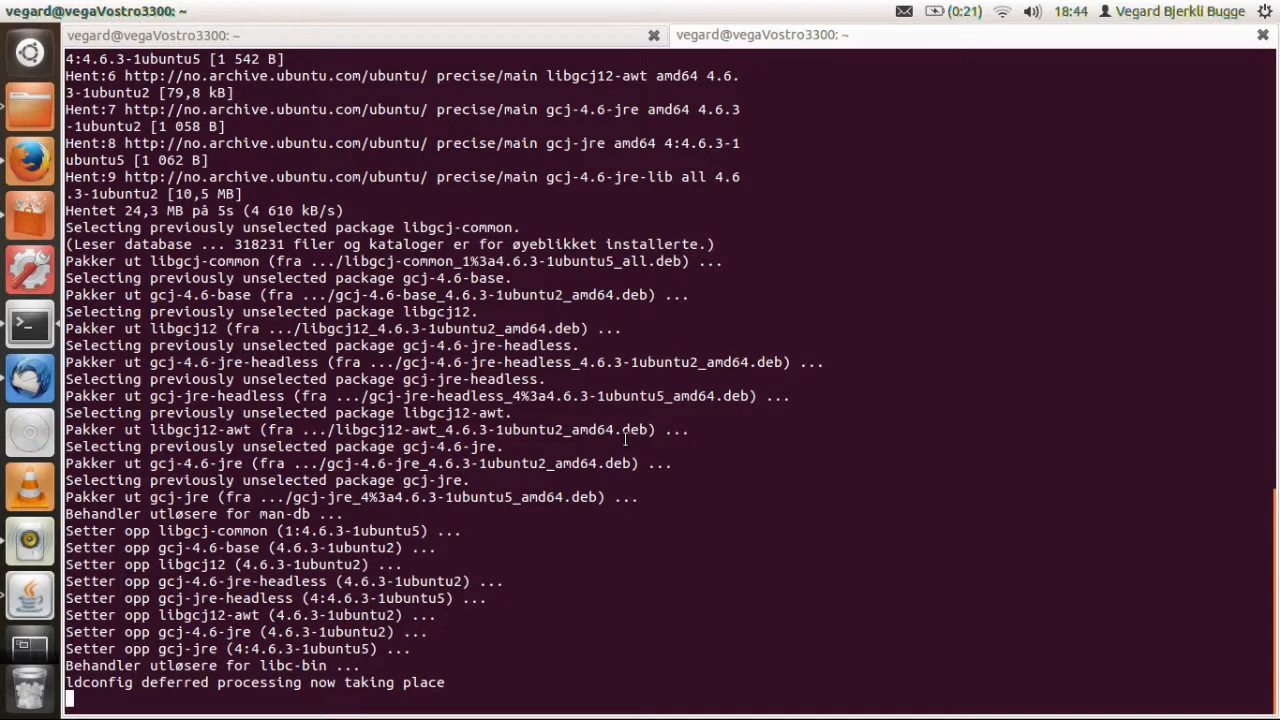 vegard@vegaVostro3300: ~
(0:21)
18:44
Vegard Bjerkli Bugge
vegard@vegaVostro3300: ~
vegard@vegaVostro3300: ~
4:4.6.3-1ubuntu5 [1 542 B]
Hent:6 http://no.archive.ubuntu.com/ubuntu/ precise/main libgcj12-awt amd64 4.6.
3-1ubuntu2 [79,8 kB]
Hent:7 http://no.archive.ubuntu.com/ubuntu/ precise/main gcj-4.6-jre amd64 4.6.3
-1ubuntu2 [1 058 B]
Hent:8 http://no.archive.ubuntu.com/ubuntu/ precise/main gcj-jre amd64 4:4.6.3-1
ubuntu5 [1 062 B]
Hent:9 http://no.archive.ubuntu.com/ubuntu/ precise/main gcj-4.6-jre-lib all 4.6
.3-1ubuntu2 [10,5 MB]
Hentet 24,3 MB på 5s (4 610 kB/s)
Selecting previously unselected package libgcj-common.
(Leser database ... 318231 filer og kataloger er for øyeblikket installerte.)
Pakker ut libgcj-common (fra .../libgcj-common_1%3a4.6.3-1ubuntu5_all.deb) ...
Selecting previously unselected package gcj-4.6-base.
Pakker ut gcj-4.6-base (fra .../gcj-4.6-base_4.6.3-1ubuntu2_amd64.deb) ...
Selecting previously unselected package libgcj12.
Pakker ut libgcj12 (fra .../libgcj12_4.6.3-1ubuntu2_amd64.deb) ...
Selecting previously unselected package gcj-4.6-jre-headless.
Pakker ut gcj-4.6-jre-headless (fra .../gcj-4.6-jre-headless_4.6.3-1ubuntu2_amd64.deb) ...
Selecting previously unselected package gcj-jre-headless.
Pakker ut gcj-jre-headless (fra .../gcj-jre-headless_4%3a4.6.3-1ubuntu5_amd64.deb) ...
Selecting previously unselected package libgcj12-awt.
Pakker ut libgcj12-awt (fra .../libgcj12-awt_4.6.3-1ubuntu2_amd64.deb) ...
Selecting previously unselected package gcj-4.6-jre.
Pakker ut gcj-4.6-jre (fra .../gcj-4.6-jre_4.6.3-1ubuntu2_amd64.deb) ...
Selecting previously unselected package gcj-jre.
Pakker ut gcj-jre (fra .../gcj-jre_4%3a4.6.3-1ubuntu5_amd64.deb) ...
Behandler utløsere for man-db ...
Setter opp libgcj-common (1:4.6.3-1ubuntu5) ...
Setter opp gcj-4.6-base (4.6.3-1ubuntu2) ...
Setter opp libgcj12 (4.6.3-1ubuntu2) ...
Setter opp gcj-4.6-jre-headless (4.6.3-1ubuntu2) ...
Setter opp gcj-jre-headless (4:4.6.3-1ubuntu5) ...
Setter opp libgcj12-awt (4.6.3-1ubuntu2) ...
Setter opp gcj-4.6-jre (4.6.3-1ubuntu2) ...
Setter opp gcj-jre (4:4.6.3-1ubuntu5) ...
Behandler utløsere for libc-bin ...
ldconfig deferred processing now taking place